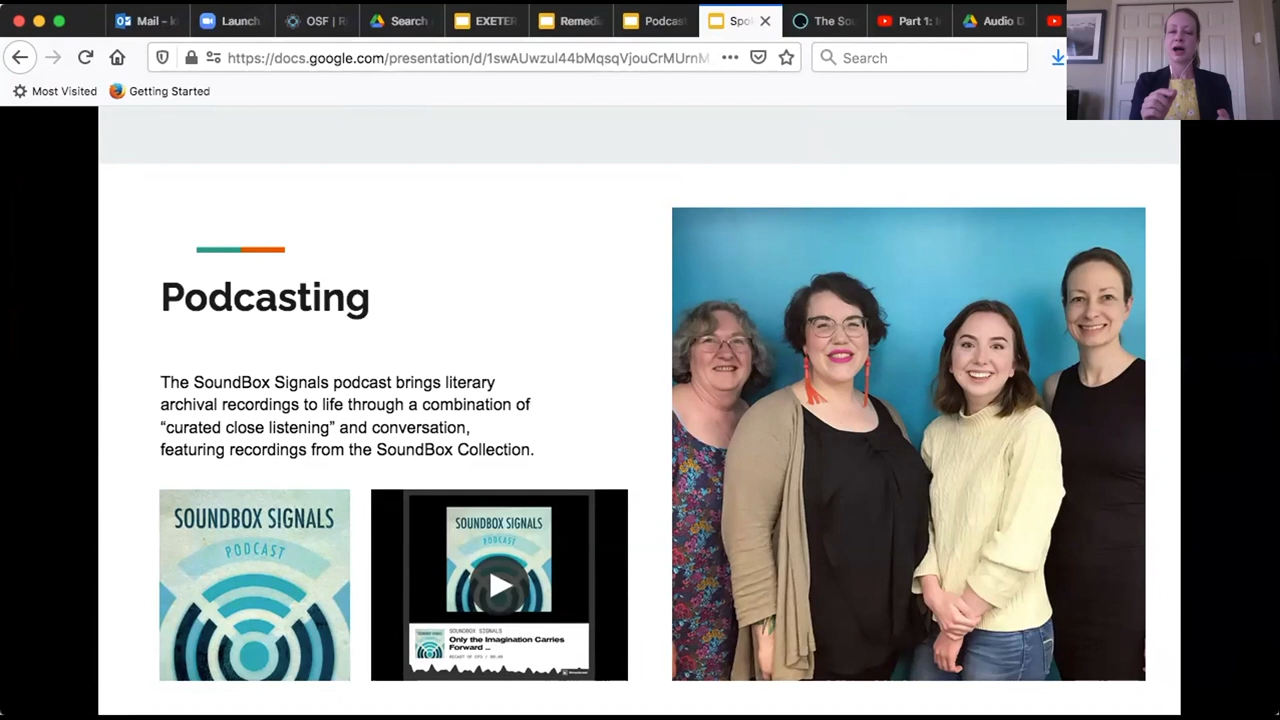 Mail - k
Launch
OSF | R
Search
EXETER
Remedia
Podcast
Spo
The So
Part 1: I
Audio D
https://docs.google.com/presentation/d/1swAUwzul44bMqsqVjouCrMUrnM
Search
Most Visited
Getting Started
Podcasting
The SoundBox Signals podcast brings literary
archival recordings to life through a combination of
“curated close listening” and conversation,
featuring recordings from the SoundBox Collection.
SOUNDBOX SIGNALS
PODCAST
SOUNDBOX SIGNALS
PODCAST
SOUNDBOX SIGNALS
Only the Imagination Carries
Forward ...